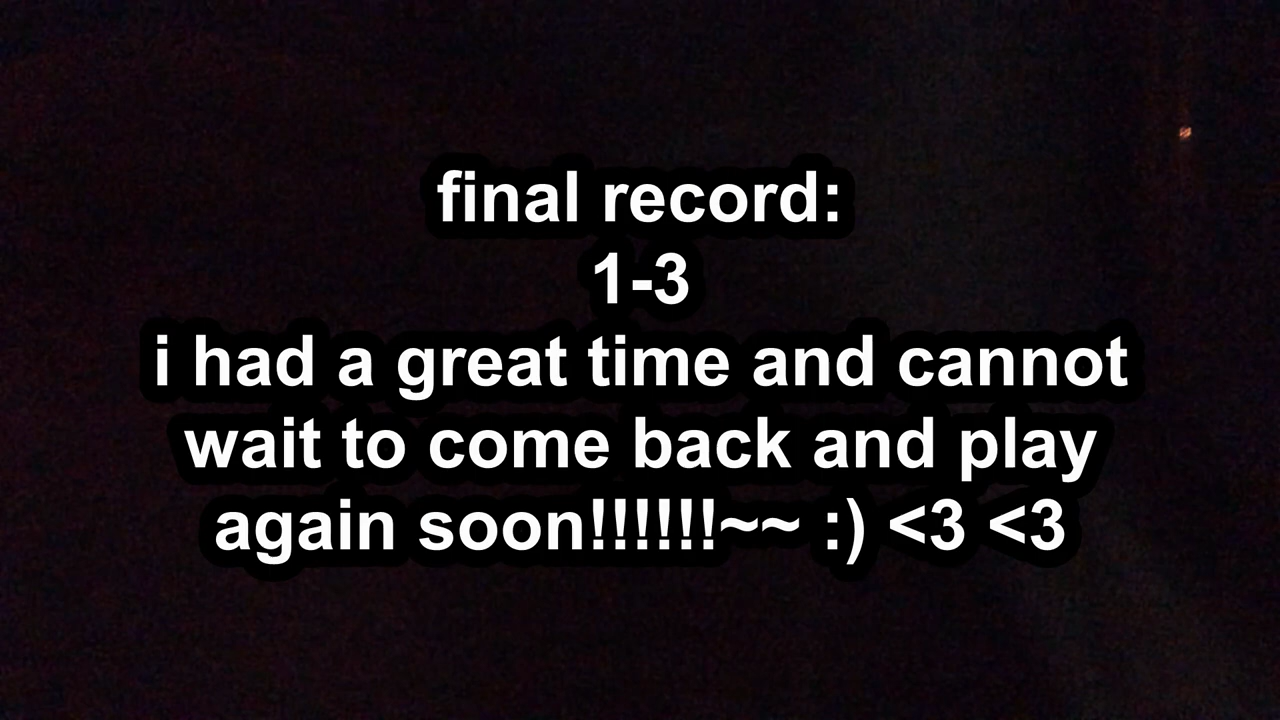 final record:
1-3
i had a great time and cannot
wait to come back and play
again soon!!!!!!~~ :) <3 <3